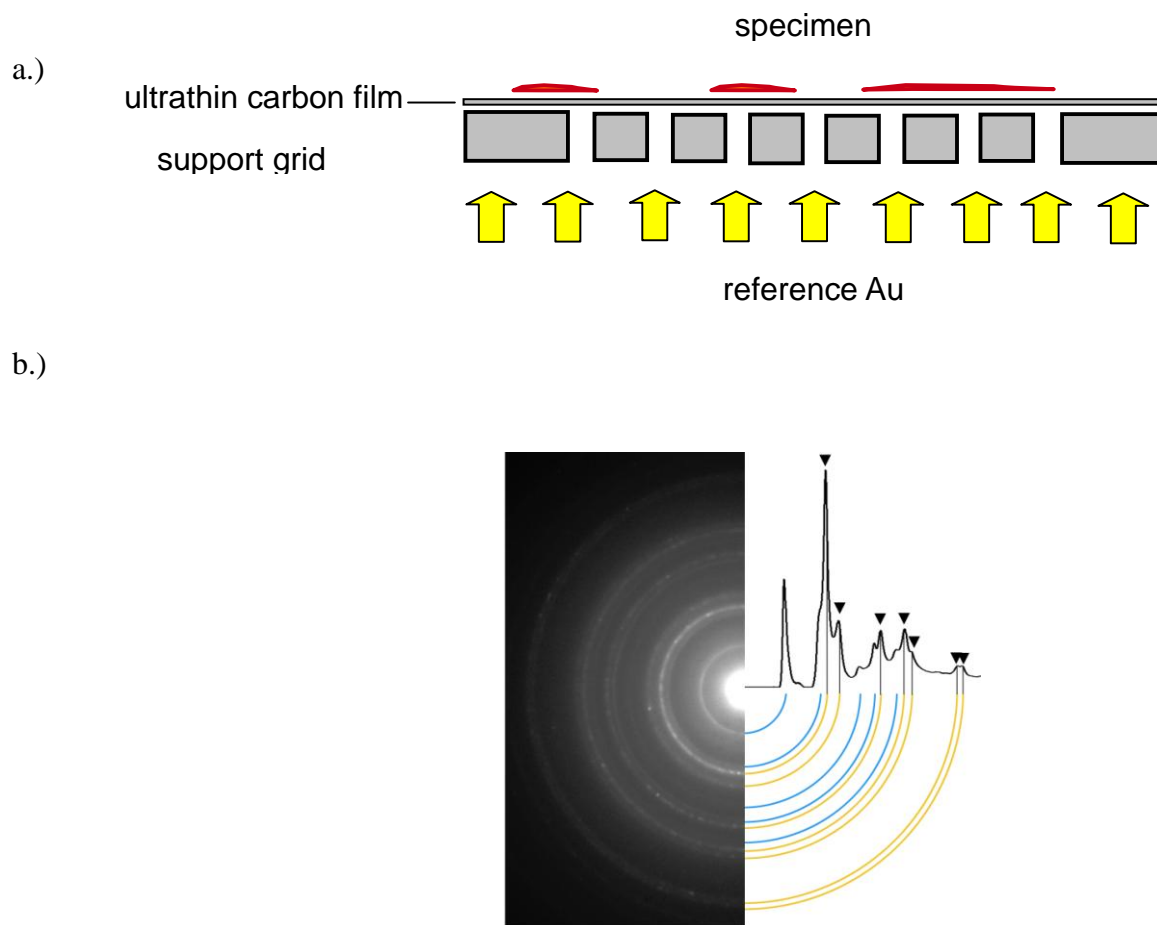 specimen
a.)
ultrathin carbon film
support grid
reference Au
b.)